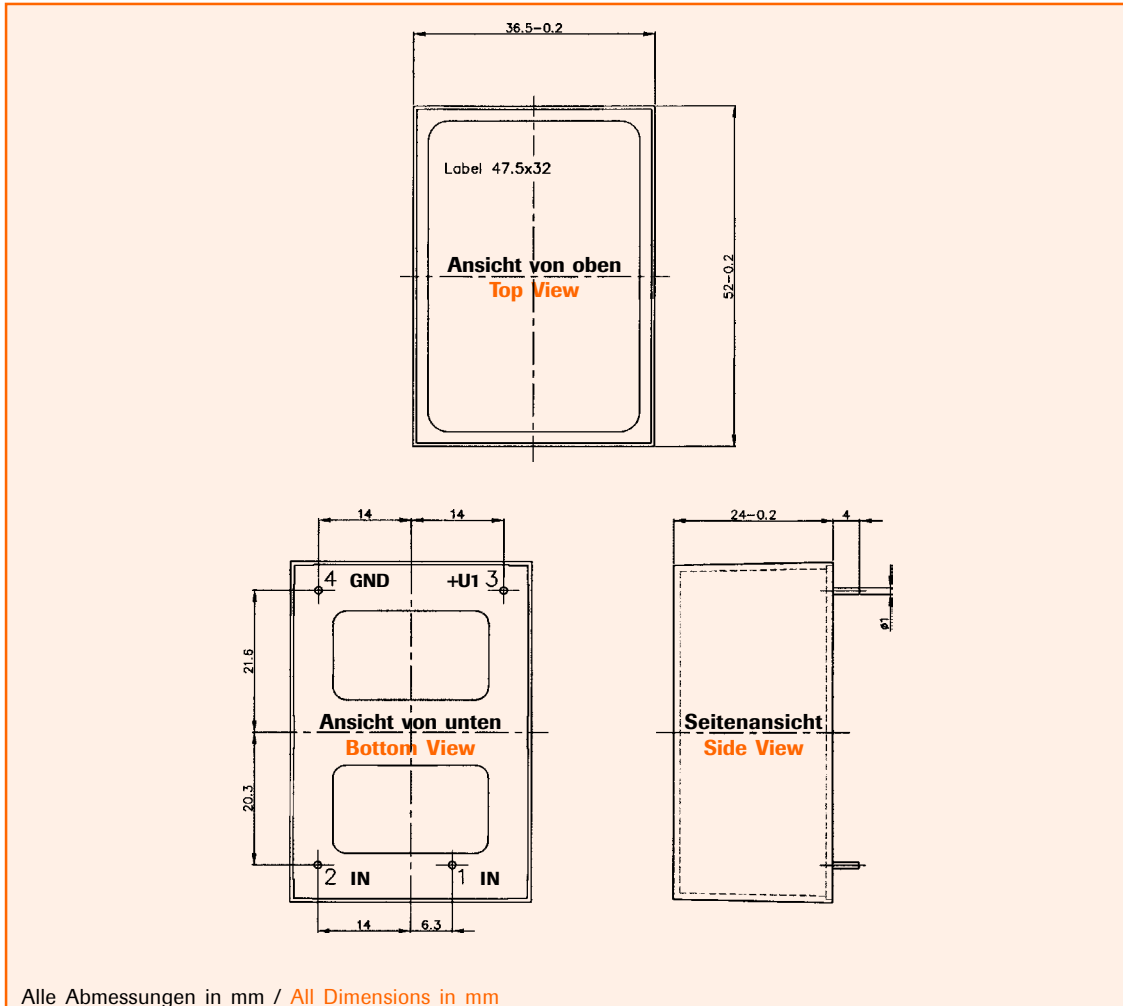 36.5-0.2
Label 47.5x32
Ansicht von oben
Top View
52-0.2
14 14
4 GND +U1 3
21.6
Ansicht von unten
Bottom View
20.3
2 IN 1 IN
14 6.3
24-0.2 4
ø1
Seitenansicht
Side View
Alle Abmessungen in mm / All Dimensions in mm